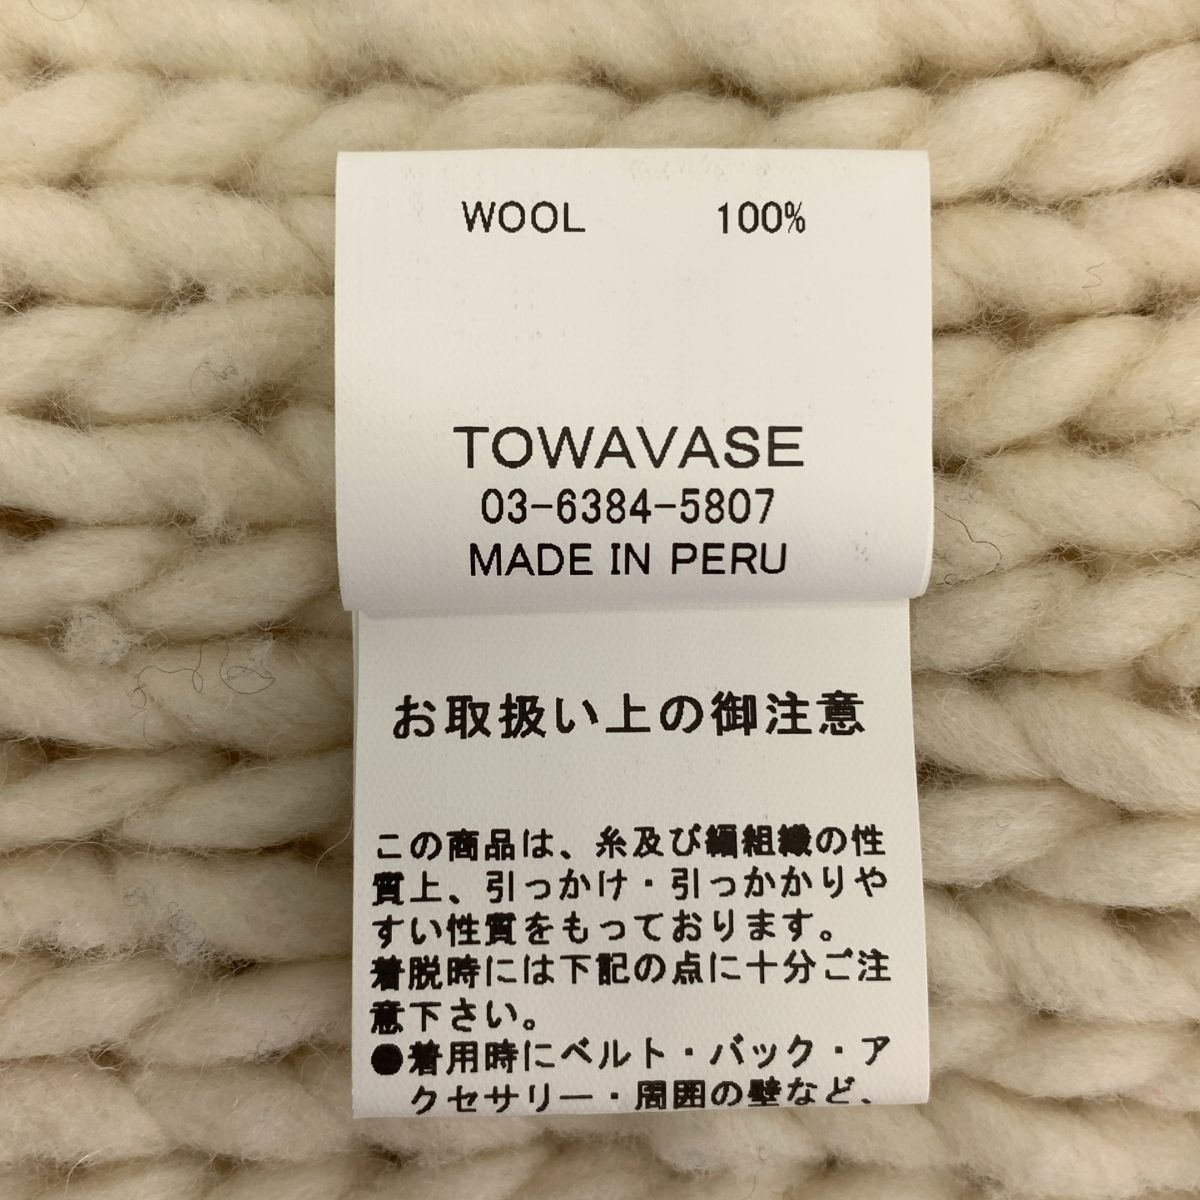 WOOL 100%
TOWAVASE
03-6384-5807
MADE IN PERU
お取扱い上の御注意
この商品は、糸及び編組織の性
質上、引っかけ・引っかかりや
すい性質をもっております。
着脱時には下記の点に十分ご注
意下さい。
●着用時にベルト・バック・ア
クセサリー・周囲の壁など、